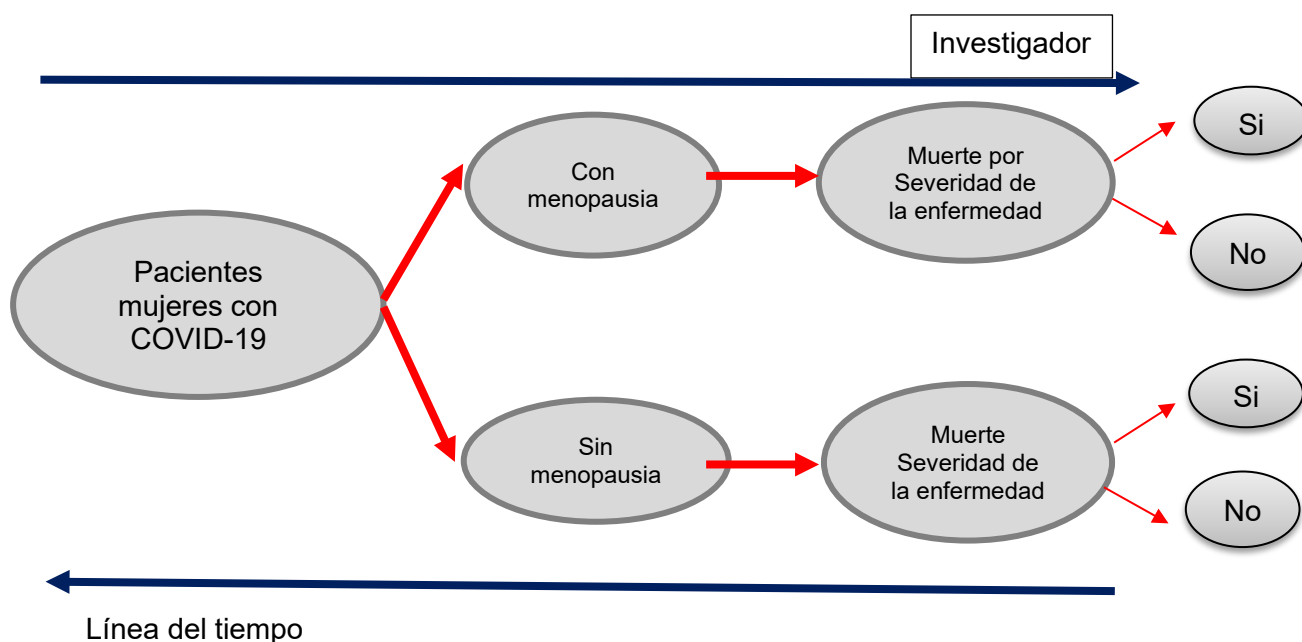 Investigador
Si
Con
menopausia
Muerte por
Severidad de
la enfermedad
No
Pacientes
mujeres con
COVID-19
Si
Sin
menopausia
Muerte
Severidad de
la enfermedad
No
Línea del tiempo